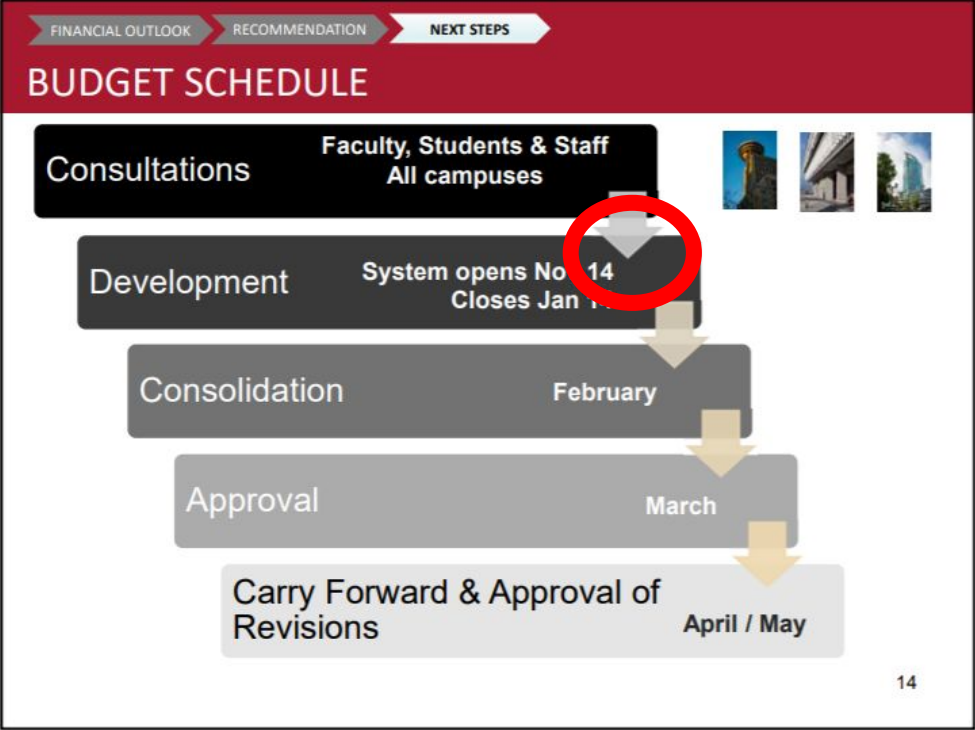 FINANCIAL OUTLOOK
RECOMMENDATION
NEXT STEPS
BUDGET SCHEDULE
Consultations
Faculty, Students & Staff
All campuses
Development
System opens 14
Closes Jan
Consolidation
February
Approval
March
Carry Forward & Approval of
Revisions
April / May
14